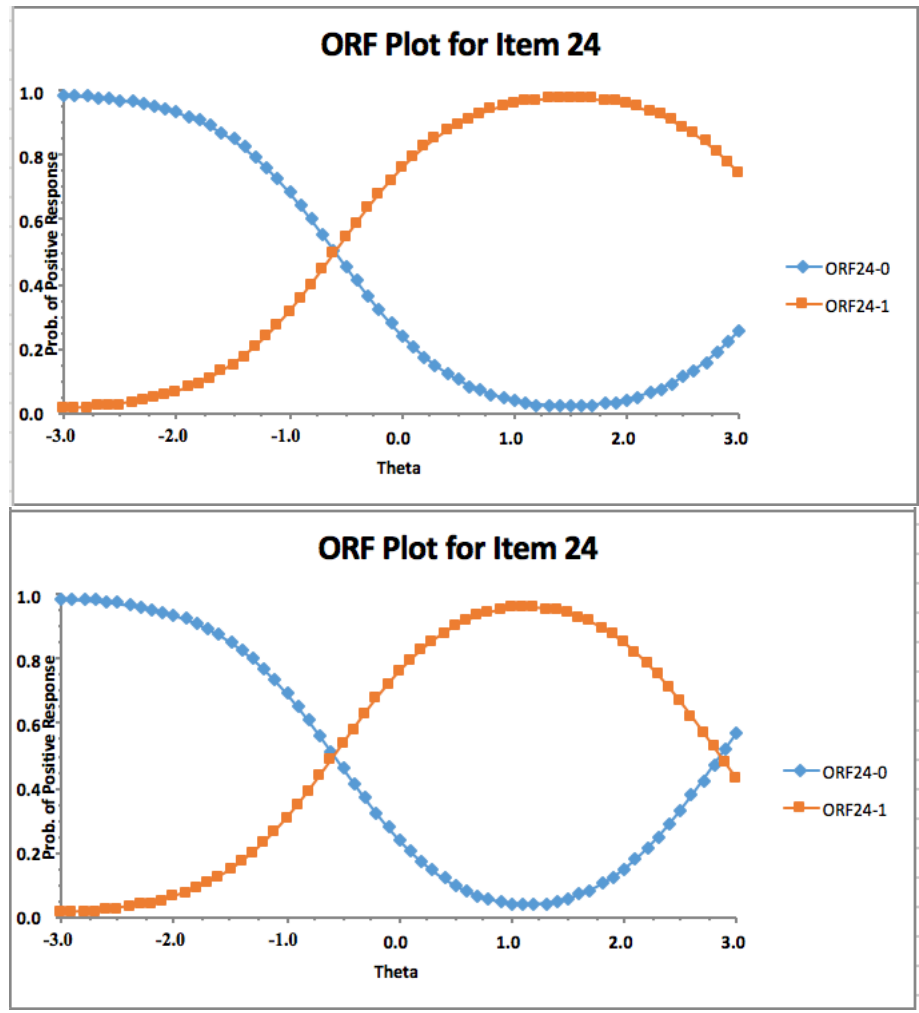 ORF Plot for Item 24
1.0
0.8
0.6
0.4
0.2
0.0
Prob. of Positive Response
-3.0 -2.0 -1.0 0.0 1.0 2.0 3.0
Theta
ORF24-0
ORF24-1
ORF Plot for Item 24
1.0
0.8
0.6
0.4
0.2
0.0
Prob. of Positive Response
-3.0 -2.0 -1.0 0.0 1.0 2.0 3.0
Theta
ORF24-0
ORF24-1